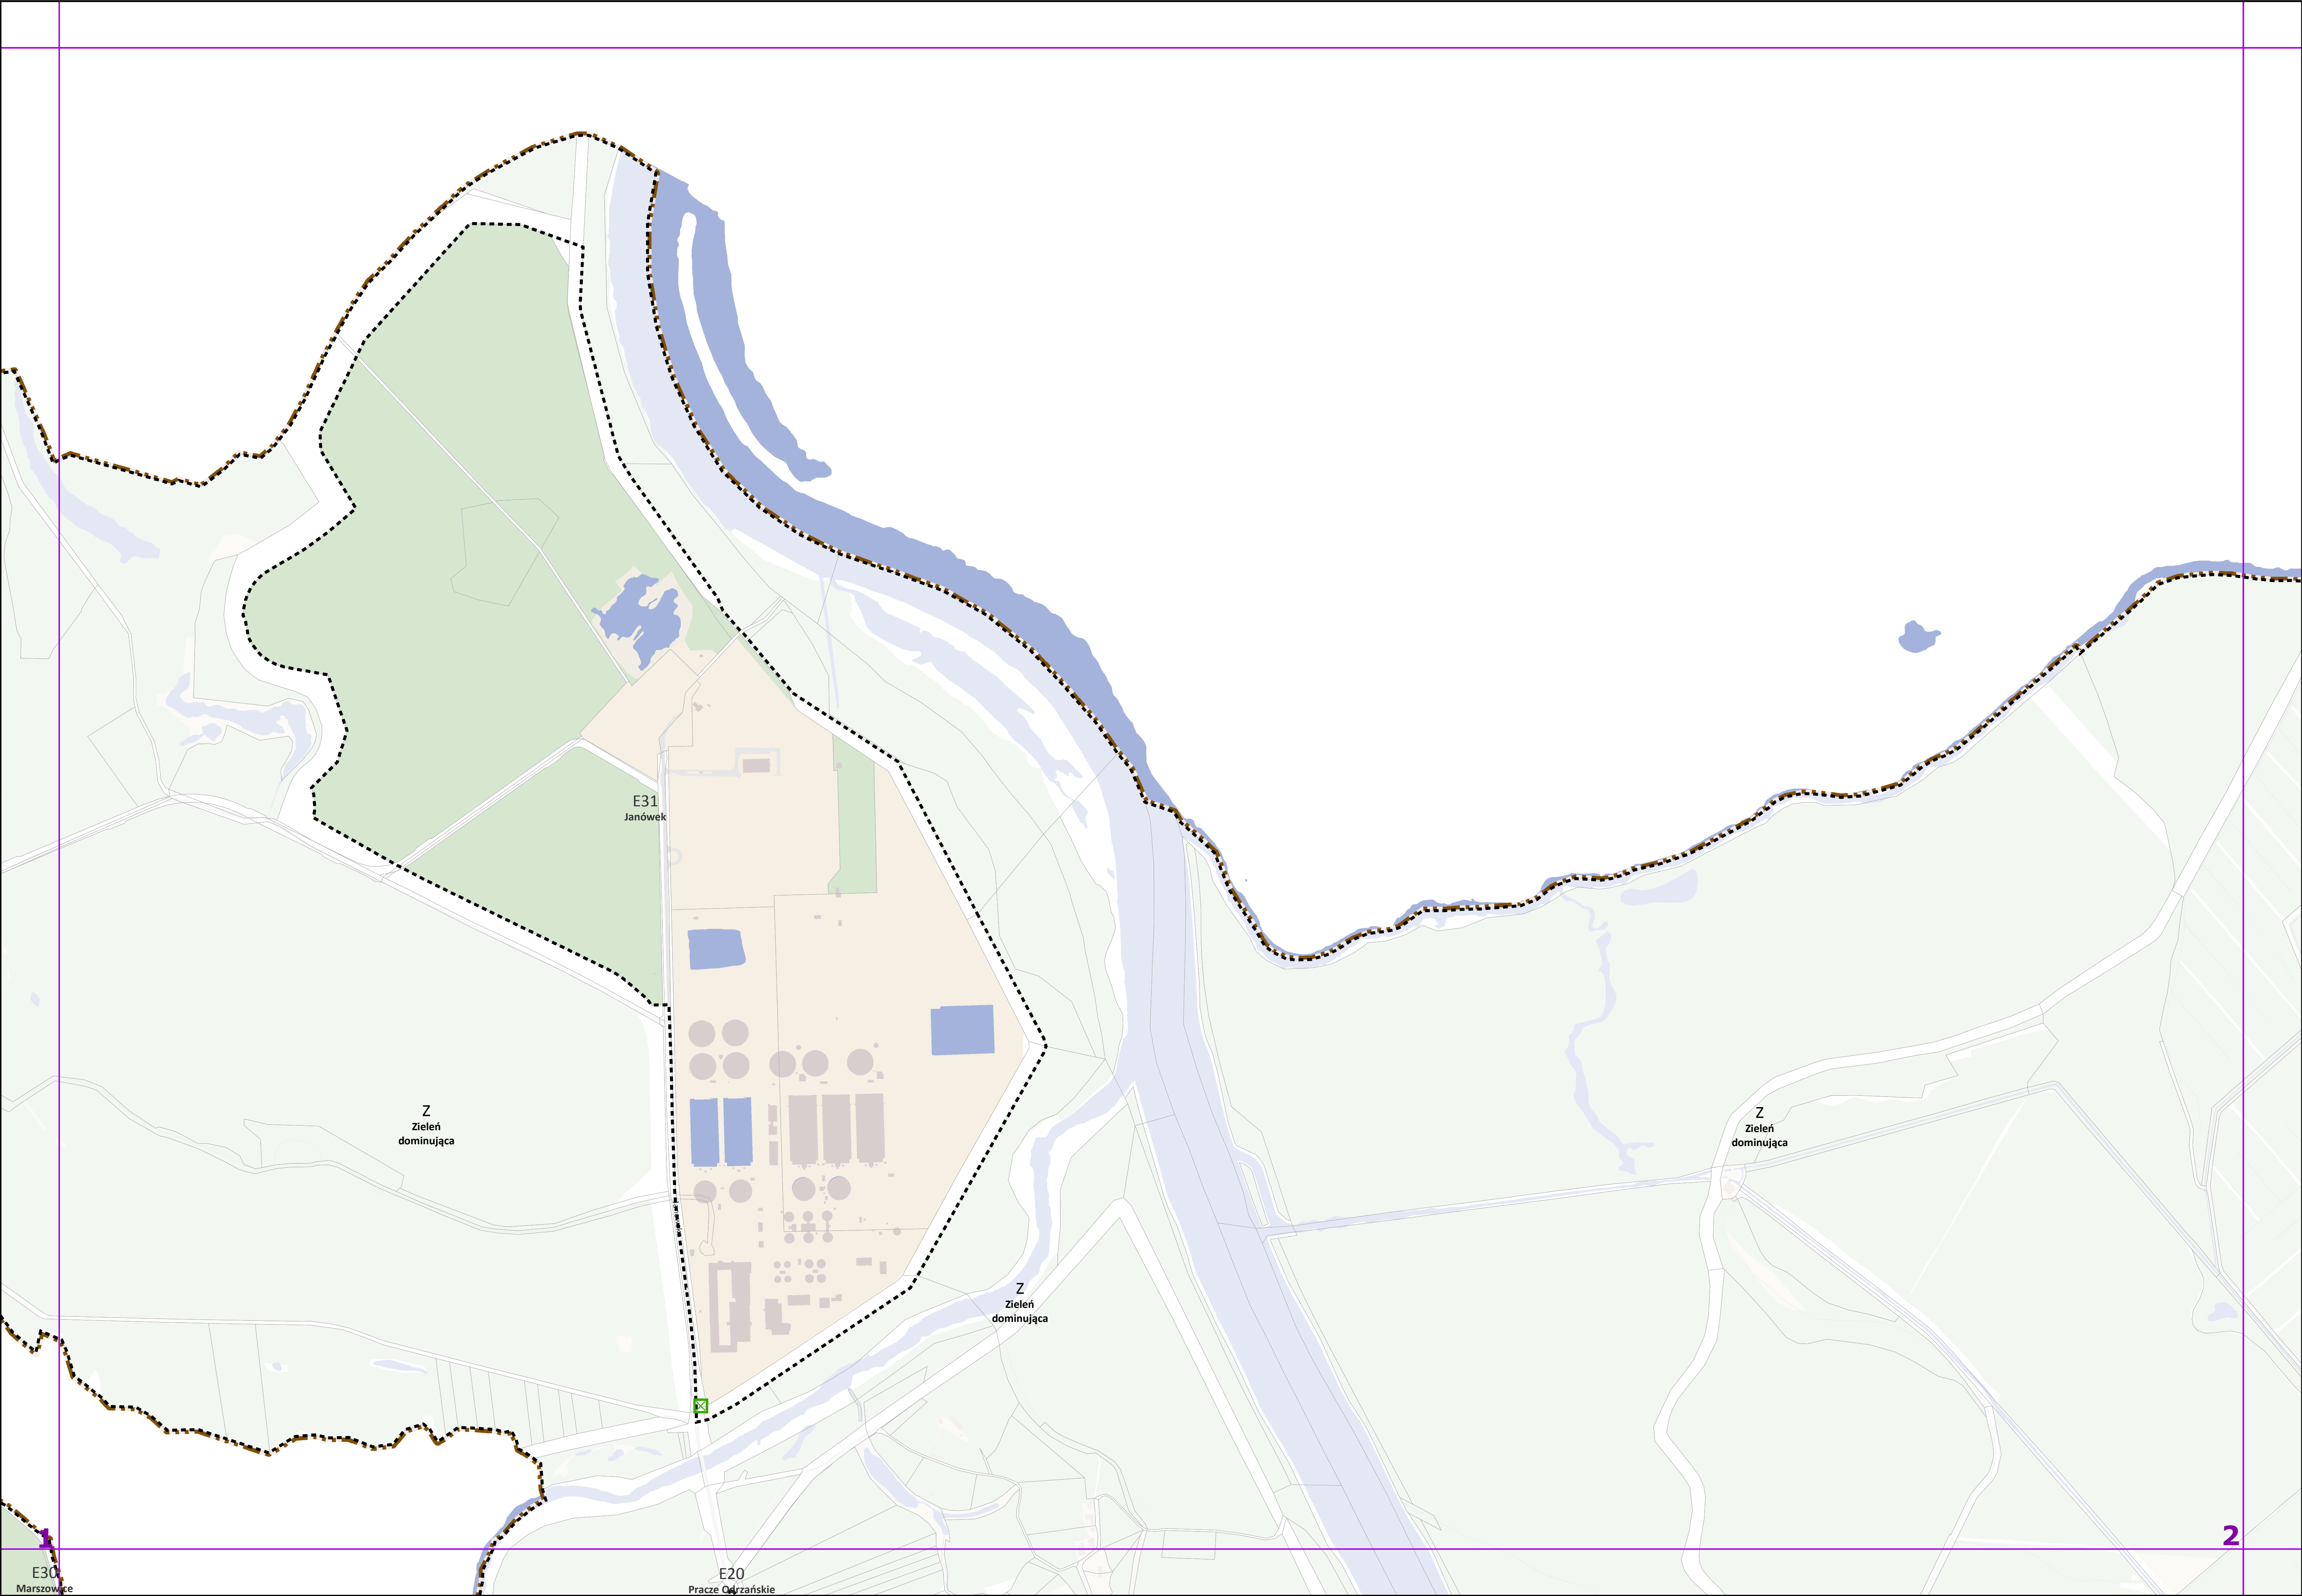 E31
Janówek
Z
Zieleń
dominująca
Z
Zieleń
dominująca
Z
Zieleń
dominująca
1
2
E30
Marszowice
E20
Pracze Odrzańskie